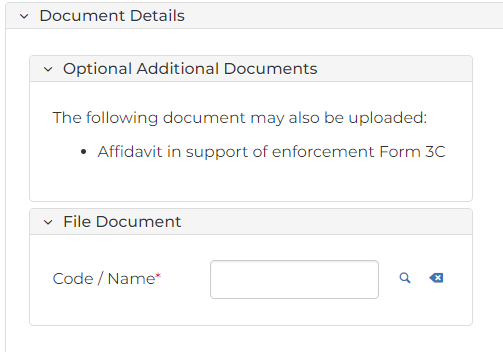 Document Details
Optional Additional Documents
The following document may also be uploaded:
• Affidavit in support of enforcement Form 3C
File Document
Code / Name*